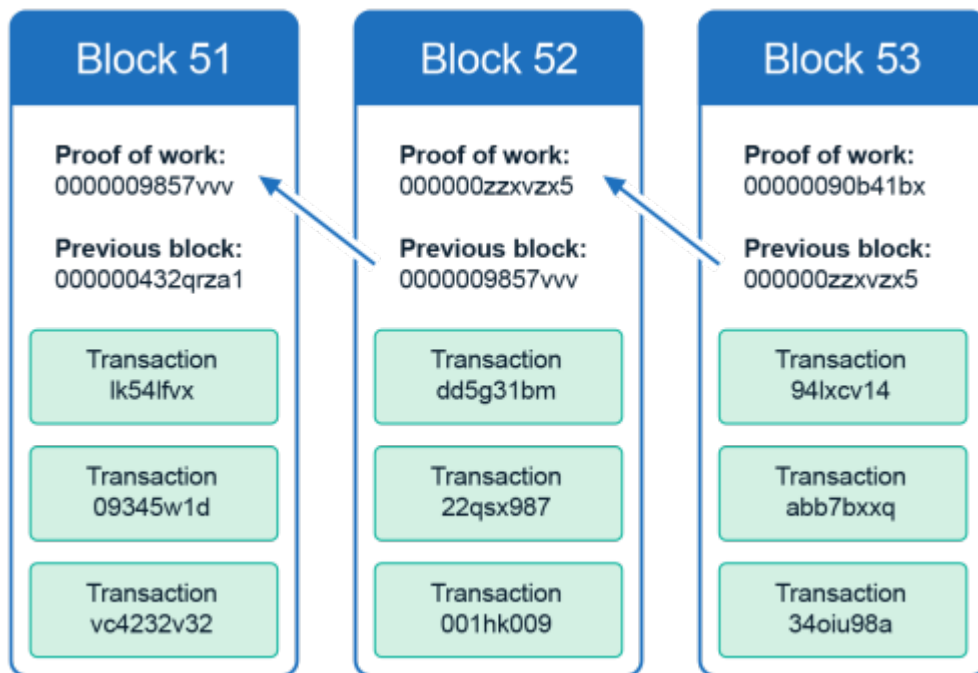 Block 51
Proof of work:
0000009857vvv
Previous block:
000000432qrza1
Transaction
lk54lfvx
Transaction
09345w1d
Transaction
vc4232v32
Block 52
Proof of work:
000000zzxvzx5
Previous block:
0000009857vvv
Transaction
dd5g31bm
Transaction
22qsx987
Transaction
001hk009
Block 53
Proof of work:
00000090b41bx
Previous block:
000000zzxvzx5
Transaction
94lxcv14
Transaction
abb7bxxq
Transaction
34oiu98a